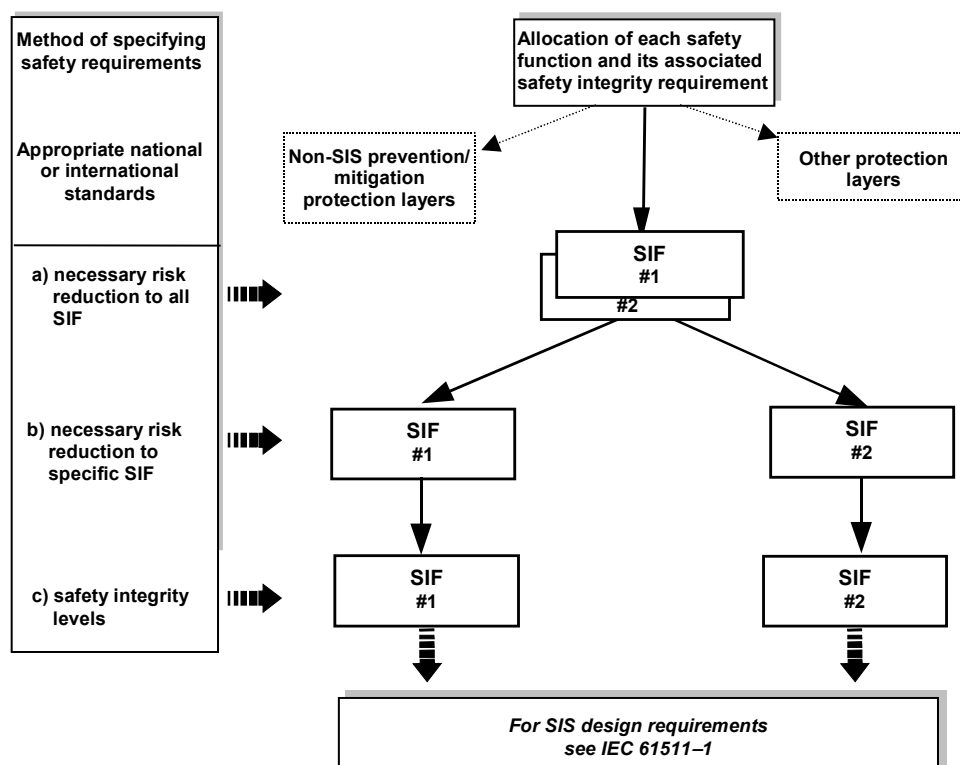 Method of specifying
safety requirements
Appropriate national
or international
standards
a) necessary risk
reduction to all
SIF
b) necessary risk
reduction to
specific SIF
c) safety integrity
levels
Allocation of each safety
function and its associated
safety integrity requirement
Non-SIS prevention/
mitigation
protection layers
Other protection
layers
SIF
#1
#2
SIF
#1
SIF
#2
SIF
#1
SIF
#2
For SIS design requirements
see IEC 61511–1